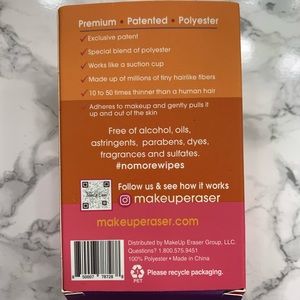 Premium • Patented • Polyester
✓ Exclusive patent
✓ Special blend of polyester
✓ Works like a suction cup
✓ Made up of millions of tiny hairlike fibers
✓ 10 to 50 times thinner than a human hair
✓ Adheres to makeup and gently pulls it
up and out of the skin
Free of alcohol, oils,
astringents, parabens, dyes,
fragrances and sulfates.
#nomorewipes
Follow us & see how it works
makeuperaser
makeuperaser.com
Distributed by MakeUp Eraser Group, LLC.
Questions? 1.800.575.9451
100% Polyester • Made in China
Please recycle packaging.
PET